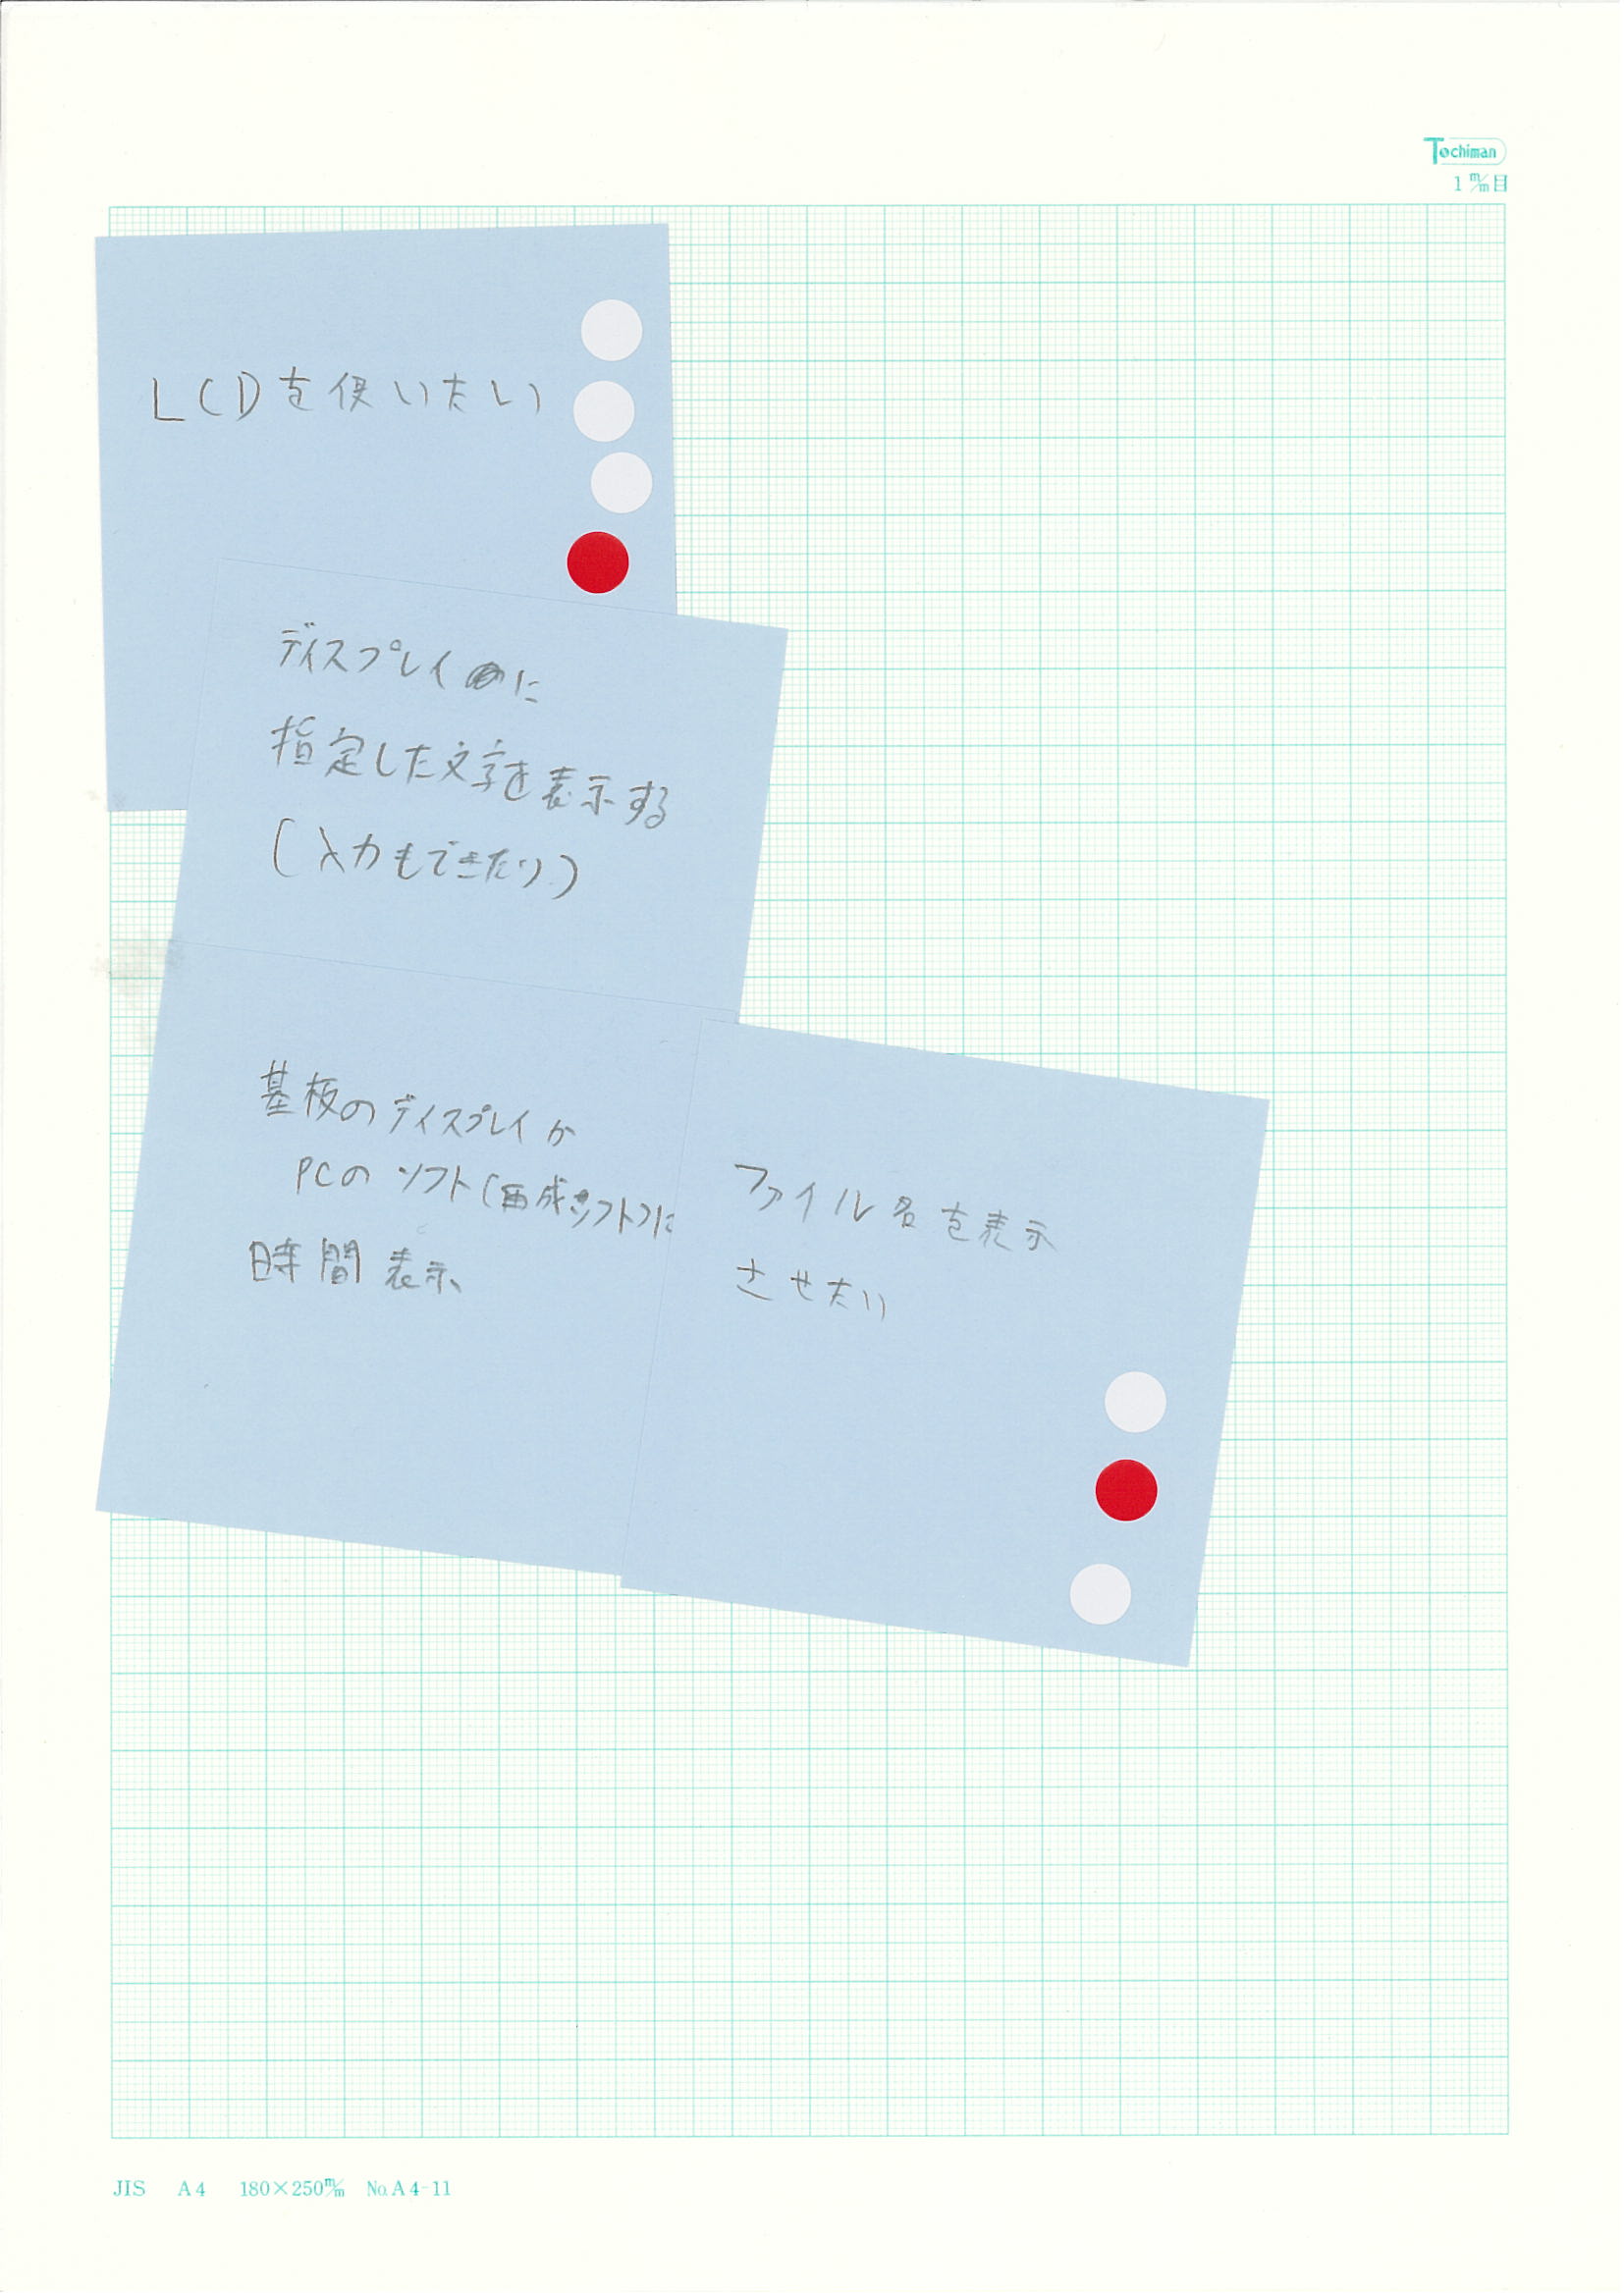 Tochiman
1 m/m目
LCDを使いたい
ディスプレイに
指定した文字を表示する
(入力もできたり)
基板のディスプレイか
PCの ソフト(成ソフト)に
時間 表示
ファイル名を表示
させたい
JIS A4 180×250m/m No.A4-11